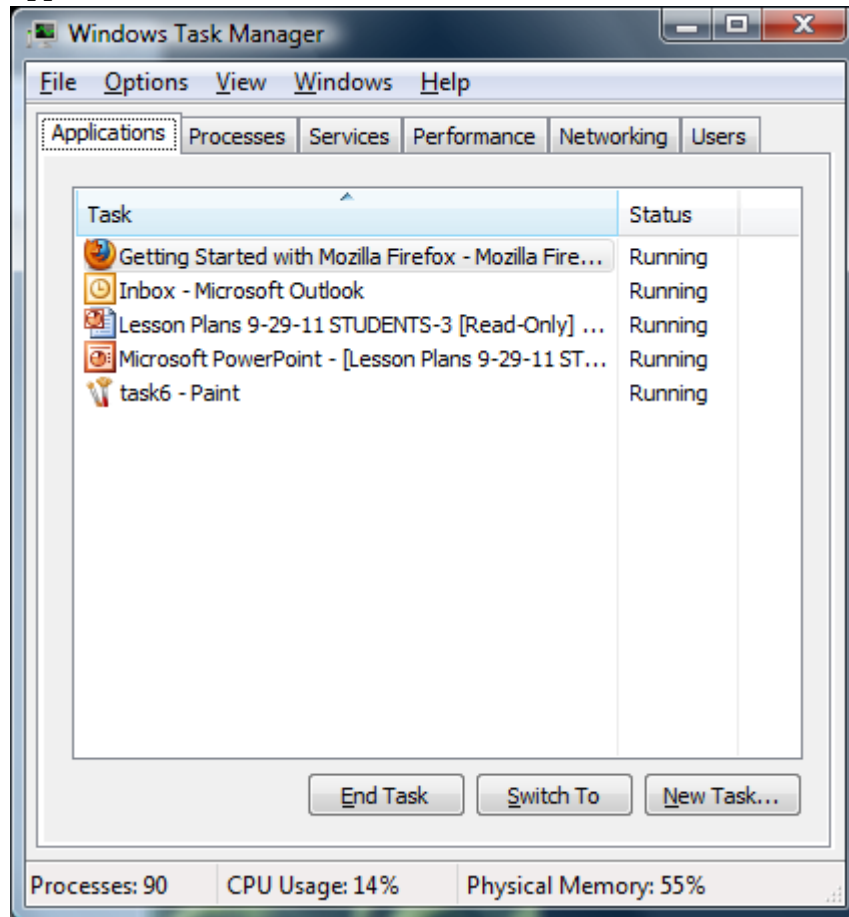 Windows Task Manager
File Options View Windows Help
Applications Processes Services Performance Networking Users
Task Status
Getting Started with Mozilla Firefox - Mozilla Fire... Running
Inbox - Microsoft Outlook Running
Lesson Plans 9-29-11 STUDENTS-3 [Read-Only] ... Running
Microsoft PowerPoint - [Lesson Plans 9-29-11 ST... Running
task6 - Paint Running
End Task Switch To New Task...
Processes: 90 CPU Usage: 14% Physical Memory: 55%